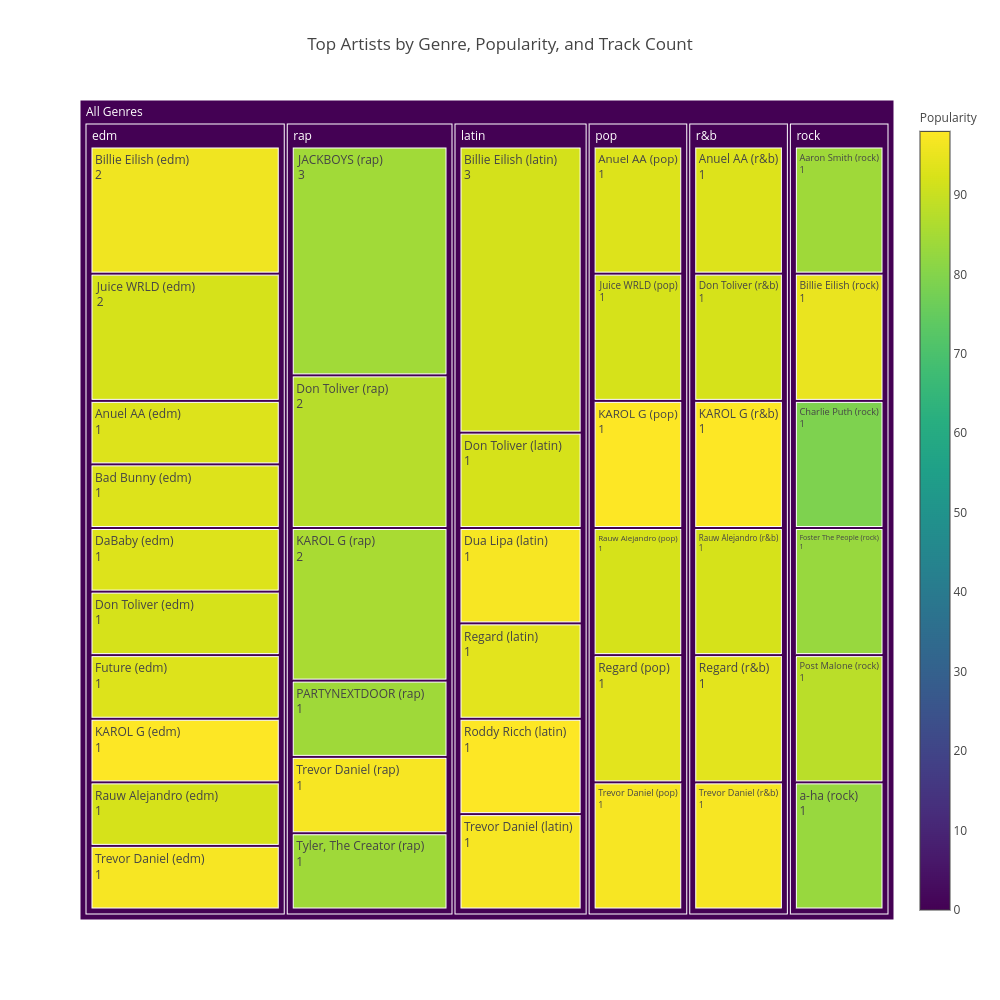 Top Artists by Genre, Popularity, and Track Count
All Genres
edm
Billie Eilish (edm)
2
Juice WRLD (edm)
2
Anuel AA (edm)
1
Bad Bunny (edm)
1
DaBaby (edm)
1
Don Toliver (edm)
1
Future (edm)
1
KAROL G (edm)
1
Rauw Alejandro (edm)
1
Trevor Daniel (edm)
1
rap
JACKBOYS (rap)
3
Don Toliver (rap)
2
KAROL G (rap)
2
PARTYNEXTDOOR (rap)
1
Trevor Daniel (rap)
1
Tyler, The Creator (rap)
1
latin
Billie Eilish (latin)
3
Don Toliver (latin)
1
Dua Lipa (latin)
1
Regard (latin)
1
Roddy Ricch (latin)
1
Trevor Daniel (latin)
1
pop
Anuel AA (pop)
1
Juice WRLD (pop)
1
KAROL G (pop)
1
Rauw Alejandro (pop)
1
Regard (pop)
1
Trevor Daniel (pop)
1
r&b
Anuel AA (r&b)
1
Don Toliver (r&b)
1
KAROL G (r&b)
1
Rauw Alejandro (r&b)
1
Regard (r&b)
1
Trevor Daniel (r&b)
1
rock
Aaron Smith (rock)
1
Billie Eilish (rock)
1
Charlie Puth (rock)
1
Foster The People (rock)
1
Post Malone (rock)
1
a-ha (rock)
1
Popularity
90
80
70
60
50
40
30
20
10
0